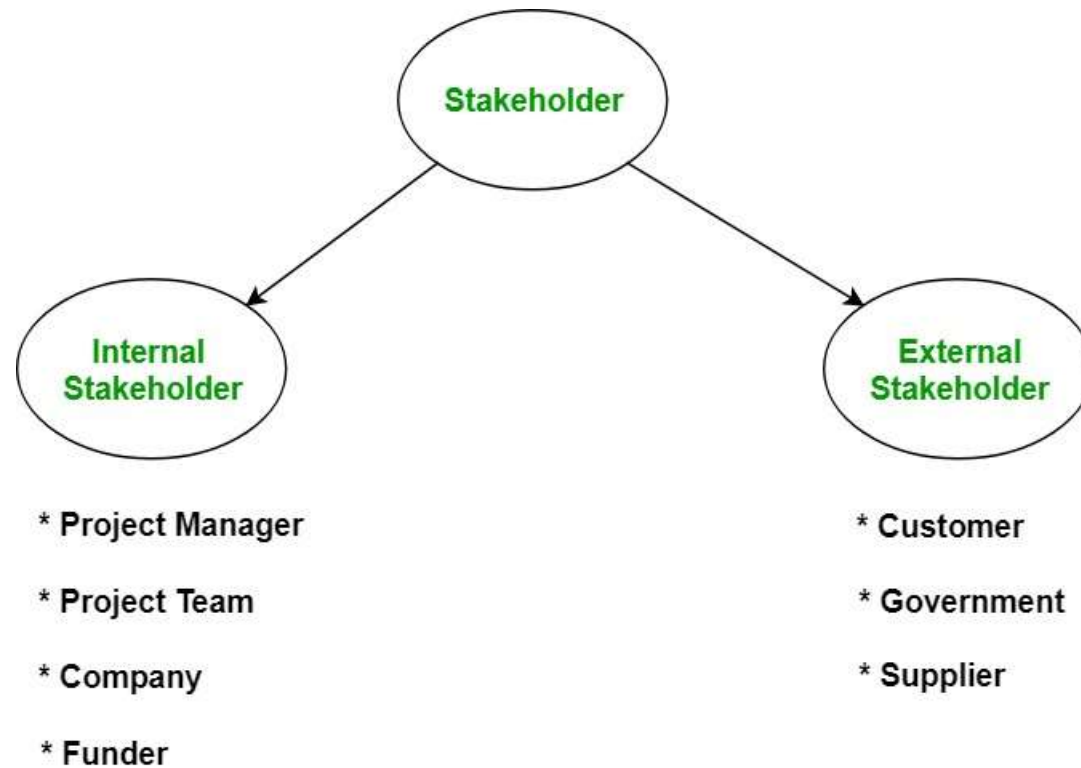 Stakeholder
Internal
Stakeholder
External
Stakeholder
* Project Manager
* Project Team
* Company
* Funder
* Customer
* Government
* Supplier